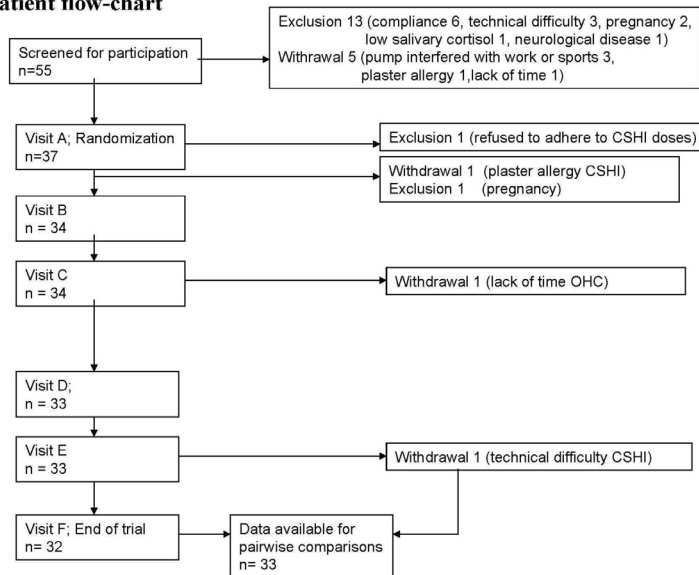 atient flow-chart
Exclusion 13 (compliance 6, technical difficulty 3, pregnancy 2,
low salivary cortisol 1, neurological disease 1)
Withrawal 5 (pump interfered with work or sports 3,
plaster allergy 1,lack of time 1)
Screened for participation
n=55
Visit A; Randomization
n=37
Exclusion 1 (refused to adhere to CSHI doses)
Withdrawal 1 (plaster allergy CSHI)
Exclusion 1 (pregnancy)
Visit B
n = 34
Visit C
n = 34
Withdrawal 1 (lack of time OHC)
Visit D;
n = 33
Visit E
n = 33
Withdrawal 1 (technical difficulty CSHI)
Visit F; End of trial
n= 32
Data available for
pairwise comparisons
n= 33